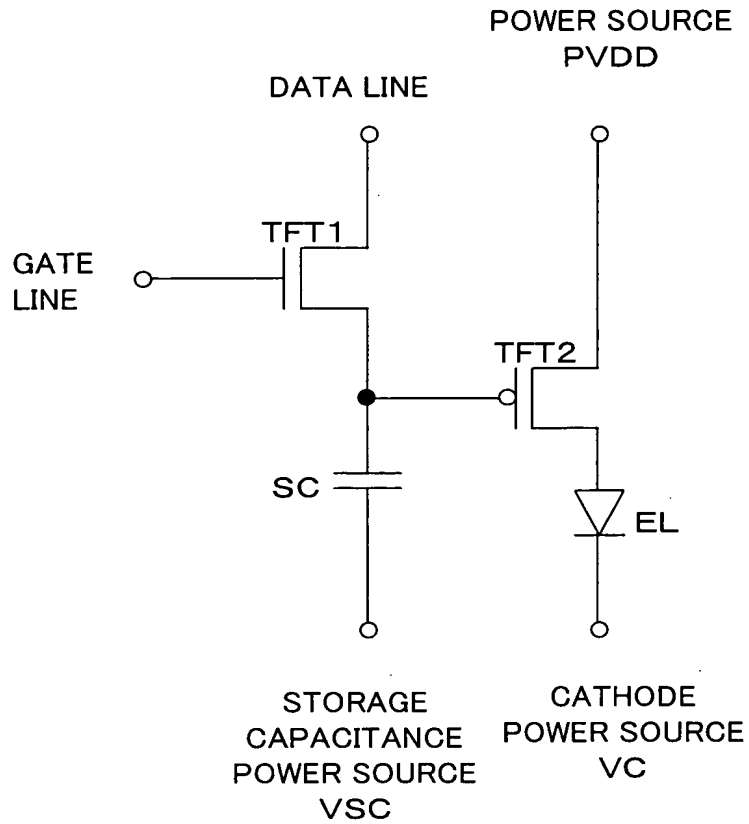 POWER SOURCE
PVDD
DATA LINE
TFT1
GATE
LINE
TFT2
SC
EL
STORAGE
CAPACITANCE
POWER SOURCE
VSC
CATHODE
POWER SOURCE
VC